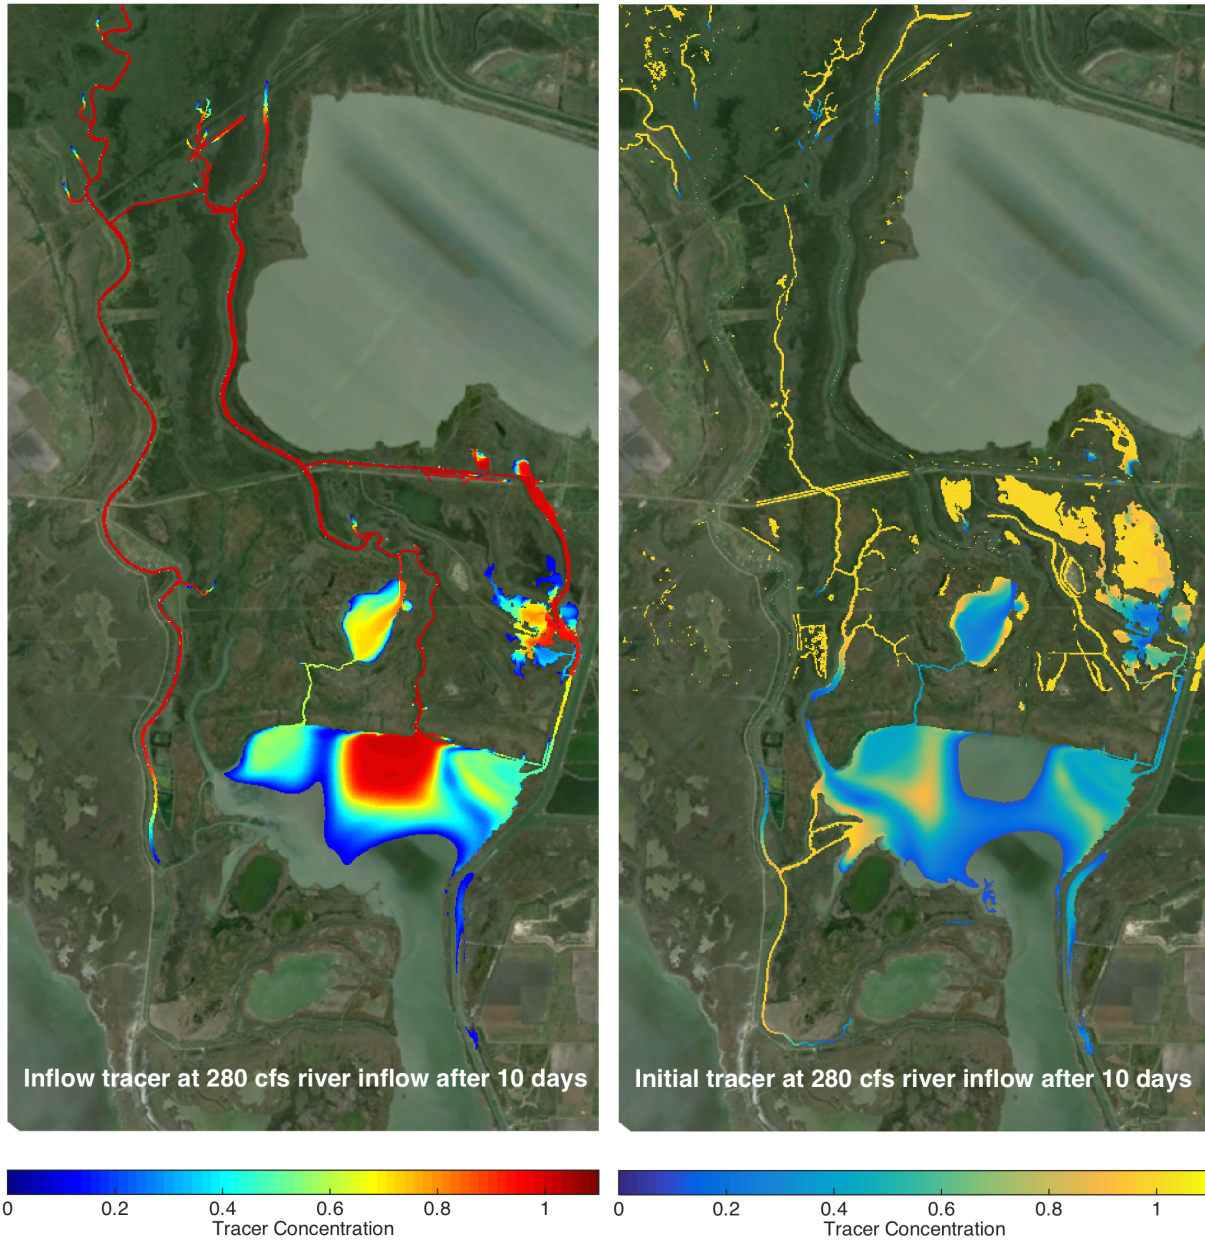 Inflow tracer at 280 cfs river inflow after 10 days
Initial tracer at 280 cfs river inflow after 10 days
0 0.2 0.4 0.6 0.8 1
Tracer Concentration
0 0.2 0.4 0.6 0.8 1
Tracer Concentration